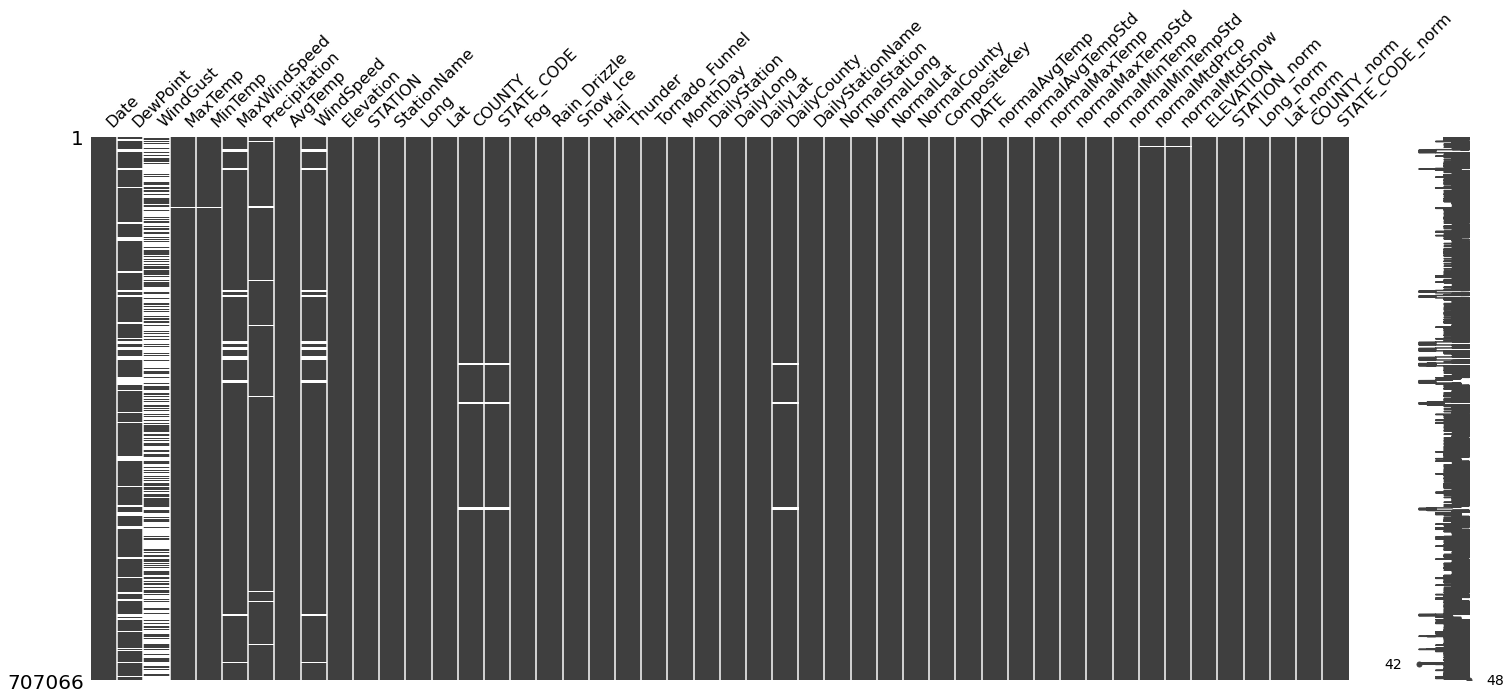 Date
DewPoint
WindGust
MaxTemp
MinTemp
MaxWindSpeed
Precipitation
AvgTemp
WindSpeed
Elevation
STATION
StationName
Long
Lat
COUNTY
STATE_CODE
Fog
Rain_Drizzle
Snow_Ice
Hail
Thunder
Tornado_Funnel
MonthDay
DailyStation
DailyLong
DailyLat
DailyCounty
DailyStationName
NormalStation
NormalLong
NormalLat
NormalCounty
CompositeKey
DATE
normalAvgTemp
normalAvgTempStd
normalMaxTemp
normalMaxTempStd
normalMinTemp
normalMinTempStd
normalMtdPrcp
normalMtdSnow
ELEVATION
STATION_norm
Long_norm
Lat_norm
COUNTY_norm
STATE_CODE_norm
1
707066
42
48